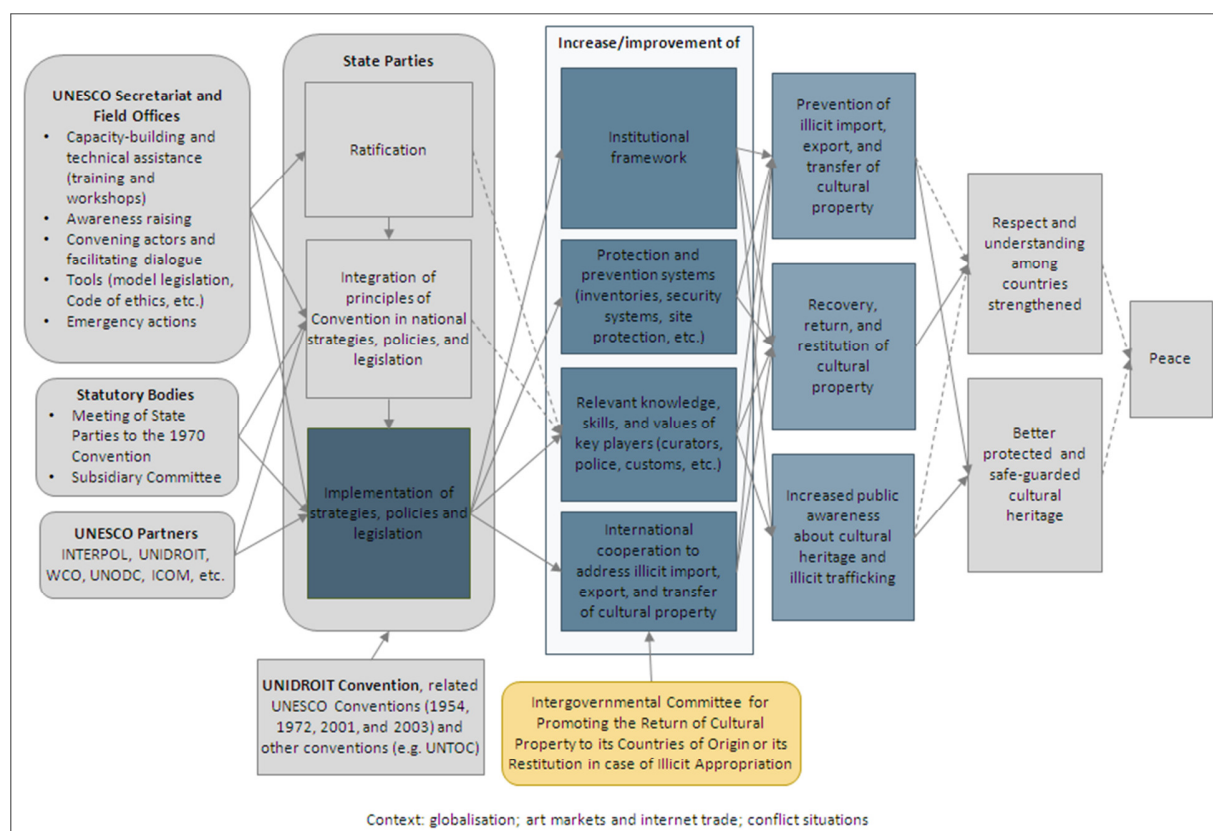 UNESCO Secretariat and
Field Offices
• Capacity-building and
technical assistance
(training and
workshops)
• Awareness raising
• Convening actors and
facilitating dialogue
• Tools (model legislation,
Code of ethics, etc.)
• Emergency actions
Statutory Bodies
• Meeting of State
Parties to the 1970
Convention
• Subsidiary Committee
UNESCO Partners
INTERPOL, UNIDROIT,
WCO, UNODC, ICOM, etc.
State Parties
Ratification
Integration of
principles of
Convention in national
strategies, policies, and
legislation
Implementation of
strategies, policies and
legislation
UNIDROIT Convention, related
UNESCO Conventions (1954,
1972, 2001, and 2003) and
other conventions (e.g. UNTOC)
Increase/improvement of
Institutional
framework
Protection and
prevention systems
(inventories, security
systems, site
protection, etc.)
Relevant knowledge,
skills, and values of
key players (curators,
police, customs, etc.)
International
cooperation to
address illicit import,
export, and transfer
of cultural property
Intergovernmental Committee for
Promoting the Return of Cultural
Property to its Countries of Origin or its
Restitution in case of Illicit Appropriation
Prevention of
illicit import,
export, and
transfer of
cultural
property
Recovery,
return, and
restitution of
cultural
property
Increased public
awareness
about cultural
heritage and
illicit trafficking
Respect and
understanding
among
countries
strengthened
Better
protected and
safe-guarded
cultural
heritage
Peace
Context: globalisation; art markets and internet trade; conflict situations